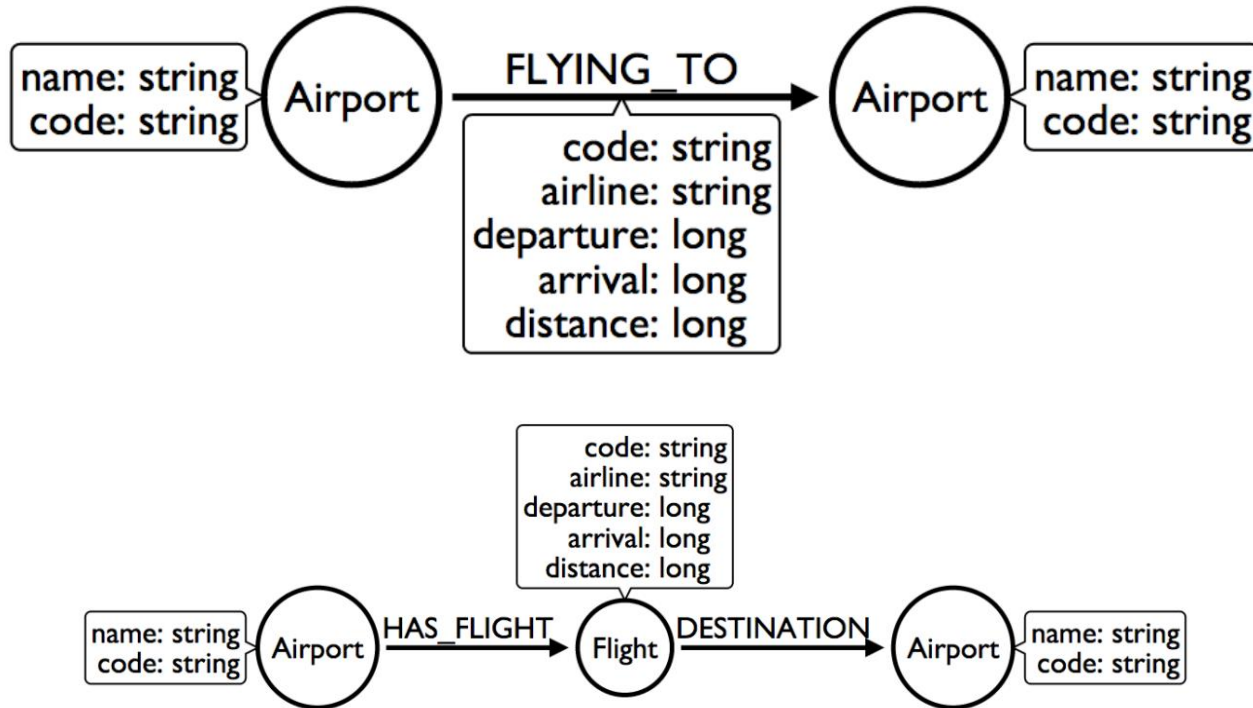 name: string
code: string
Airport
FLYING_TO
code: string
airline: string
departure: long
arrival: long
distance: long
Airport
name: string
code: string
code: string
airline: string
departure: long
arrival: long
distance: long
name: string
code: string
Airport
HAS_FLIGHT
Flight
DESTINATION
Airport
name: string
code: string